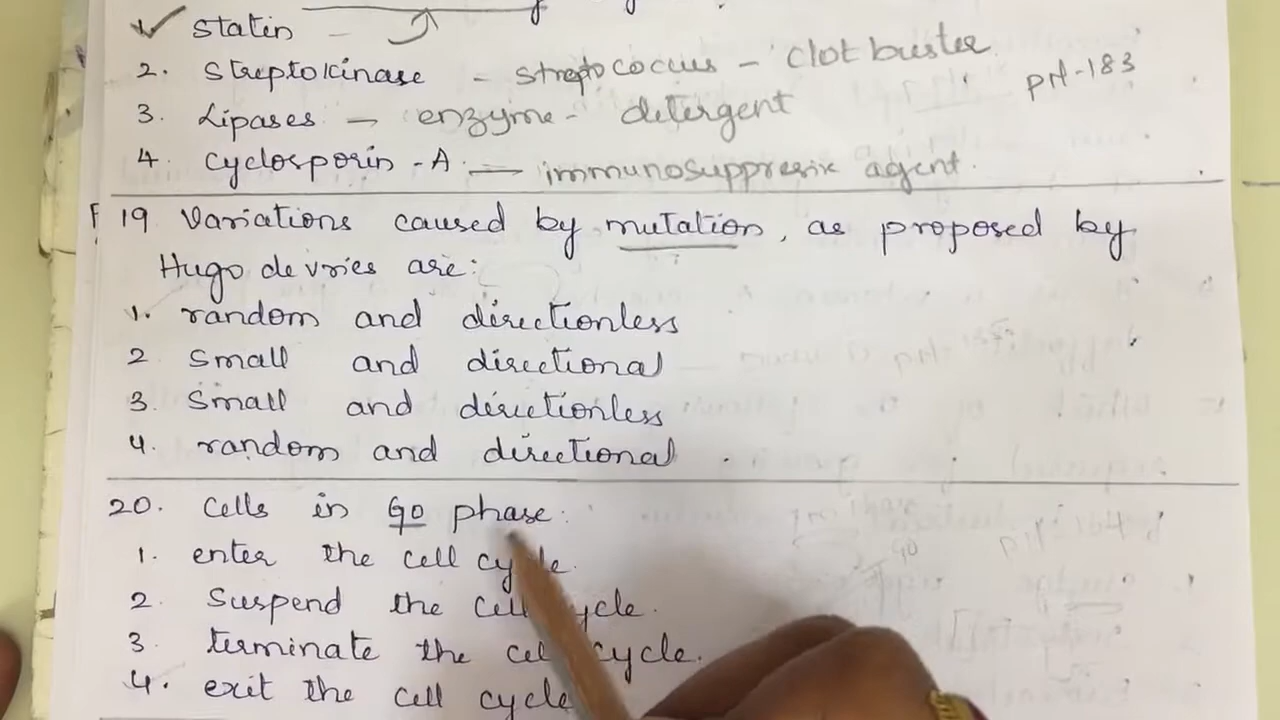 1. Statin -
2. Streptokinase - streptococcus - clot buster
PN-183
3. Lipases - enzyme - detergent
4. Cyclosporin - A - immunosuppressive agent.
19 Variations caused by mutation, as proposed by
Hugo de vries are:
1. random and directionless
2 Small and directional
3. Small and directionless
4. random and directional.
20. Cells in G0 phase:
1. enter the cell cycle.
2. Suspend the cell cycle.
3. terminate the cell cycle.
4. exit the cell cycle